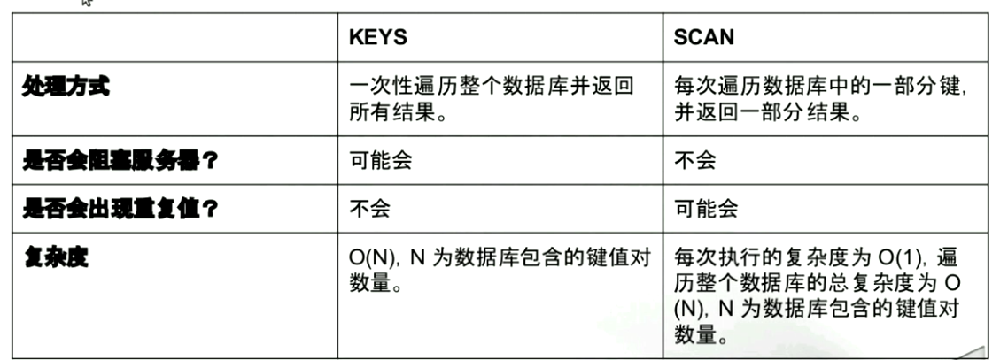 KEYS
SCAN
处理方式
一次性遍历整个数据库并返回
所有结果。
每次遍历数据库中的一部分键,
并返回一部分结果。
是否会阻塞服务器?
可能会
不会
是否会出现重复值?
不会
可能会
复杂度
O(N), N 为数据库包含的键值对
数量。
每次执行的复杂度为 O(1), 遍
历整个数据库的总复杂度为 O
(N), N 为数据库包含的键值对
数量。